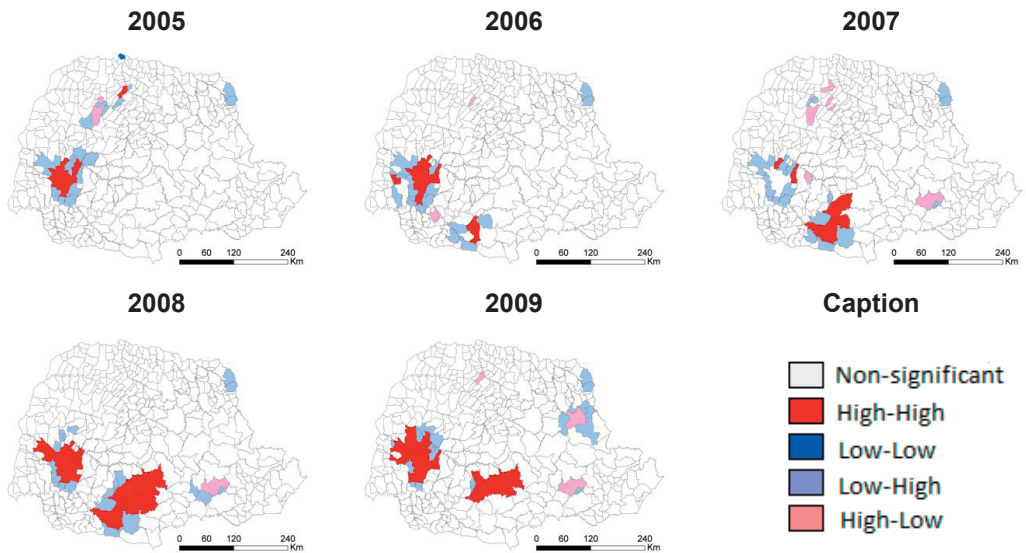 2005
2006
2007
0 60 120 240
Km
0 60 120 240
Km
0 60 120 240
Km
2008
2009
Caption
Non-significant
High-High
Low-Low
Low-High
High-Low
0 60 120 240
Km
0 60 120 240
Km